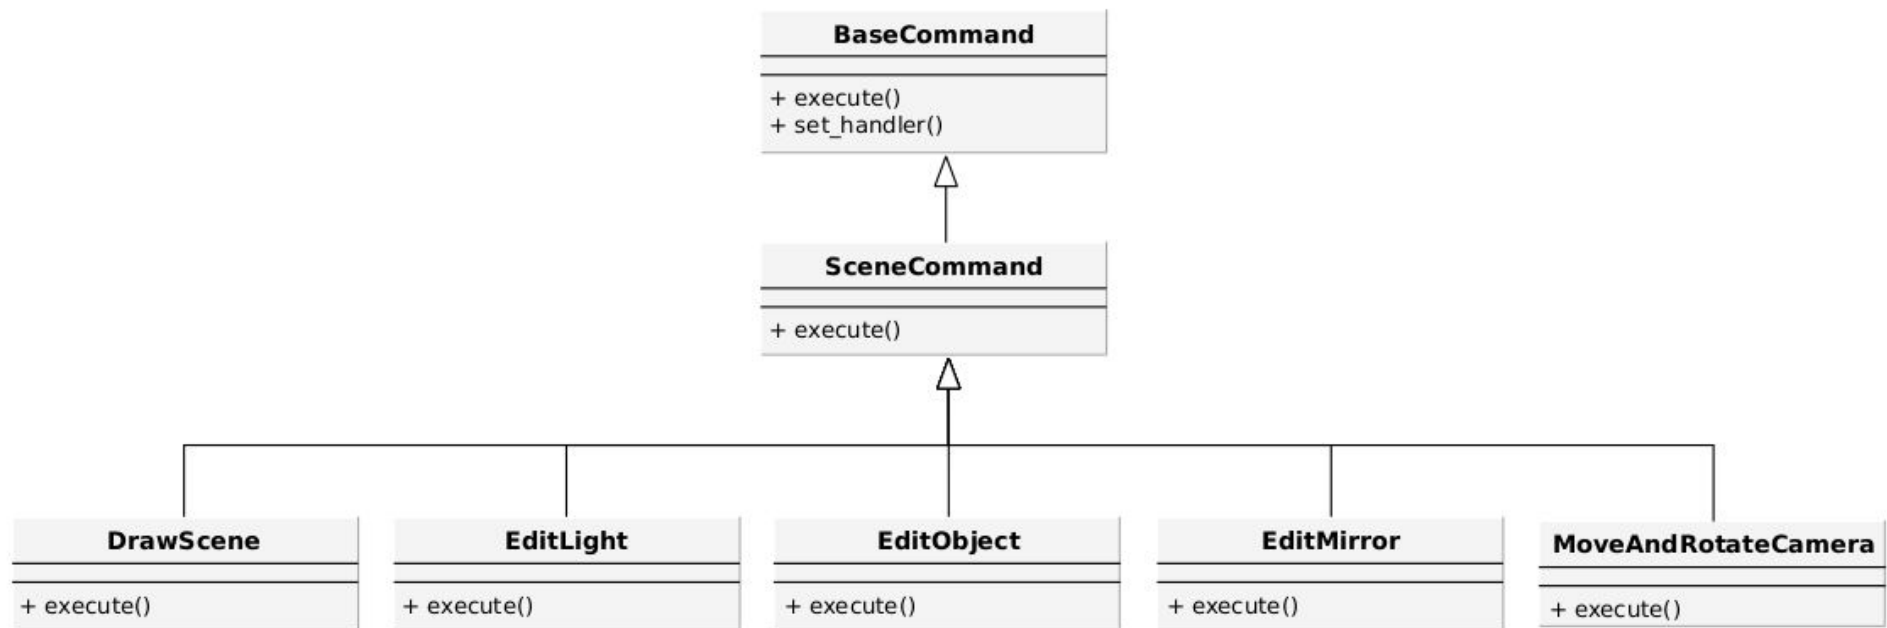 BaseCommand
+ execute()
+ set_handler()
SceneCommand
+ execute()
DrawScene
+ execute()
EditLight
+ execute()
EditObject
+ execute()
EditMirror
+ execute()
MoveAndRotateCamera
+ execute()